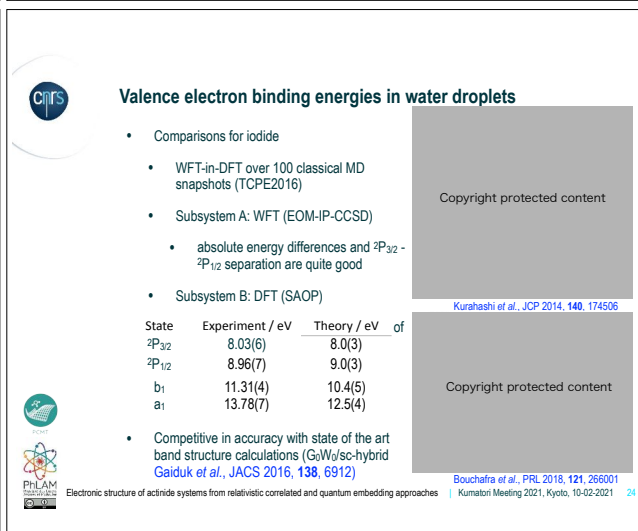 cnrs
Valence electron binding energies in water droplets
• Comparisons for iodide
• WFT-in-DFT over 100 classical MD
snapshots (TCPE2016)
• Subsystem A: WFT (EOM-IP-CCSD)
• absolute energy differences and ²P3/2 -
²P1/2 separation are quite good
• Subsystem B: DFT (SAOP)
of
State Experiment / eV Theory / eV
²P3/2 8.03(6) 8.0(3)
²P1/2 8.96(7) 9.0(3)
b1 11.31(4) 10.4(5)
a1 13.78(7) 12.5(4)
• Competitive in accuracy with state of the art
band structure calculations (G0W0/sc-hybrid
Gaiduk et al., JACS 2016, 138, 6912)
Copyright protected content
Kurahashi et al., JCP 2014, 140, 174506
Copyright protected content
Bouchafra et al., PRL 2018, 121, 266001
PCMT
PhLAM
Electronic structure of actinide systems from relativistic correlated and quantum embedding approaches | Kumatori Meeting 2021, Kyoto, 10-02-2021 24